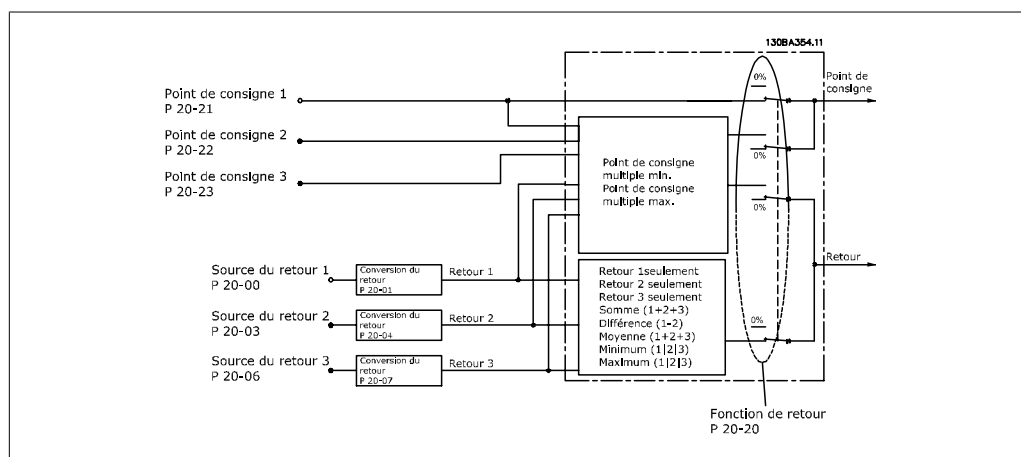 130BA354.11
Point de consigne 1
P 20-21
Point de consigne 2
P 20-22
Point de consigne 3
P 20-23
0%
Point de
consigne
Point de consigne
multiple min.
Point de consigne
multiple max.
0%
0%
Retour
Source du retour 1
P 20-00
Conversion du
retour
P 20-01
Retour 1
Source du retour 2
P 20-03
Conversion du
retour
P 20-04
Retour 2
Source du retour 3
P 20-06
Conversion du
retour
P 20-07
Retour 3
Retour 1seulement
Retour 2 seulement
Retour 3 seulement
Somme (1+2+3)
Différence (1-2)
Moyenne (1+2+3)
Minimum (1|2|3)
Maximum (1|2|3)
0%
Fonction de retour
P 20-20